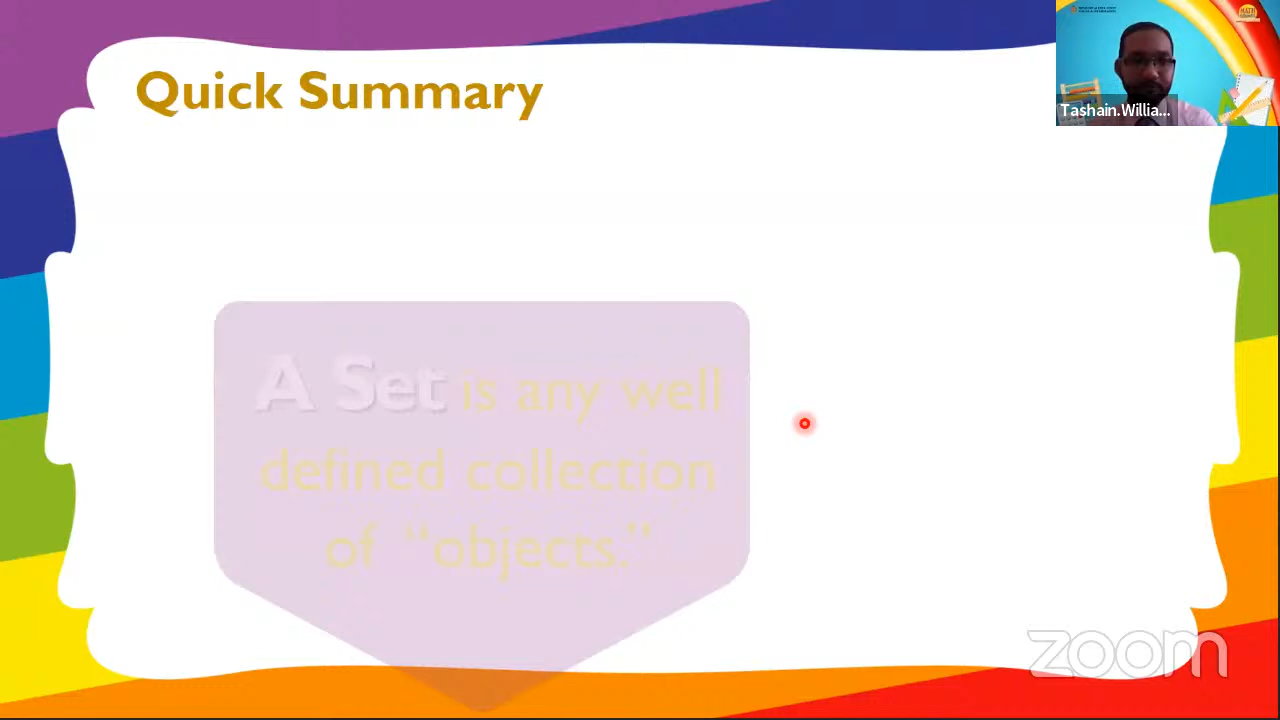 Quick Summary
Tashain.Willia...
A Set is any well
defined collection
of “objects.”
zoom